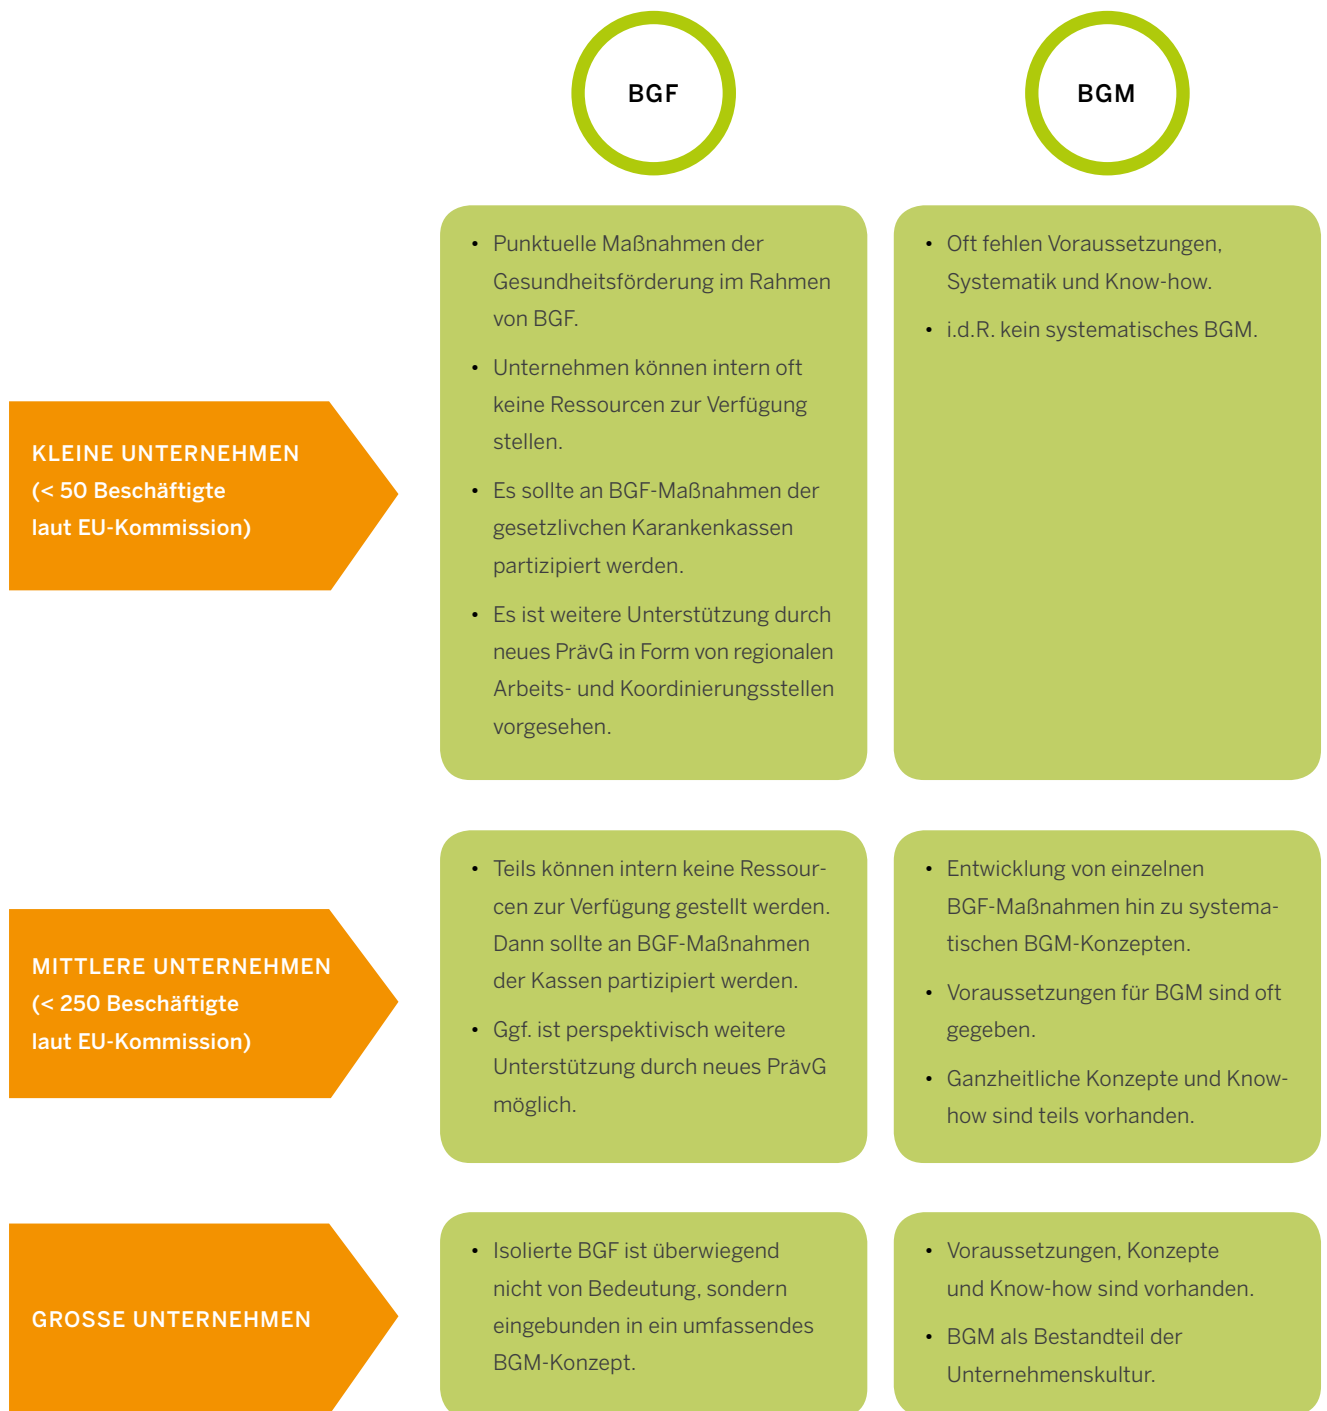 BGF
BGM
KLEINE UNTERNEHMEN
(< 50 Beschäftigte
laut EU-Kommission)
• Punktuelle Maßnahmen der
Gesundheitsförderung im Rahmen
von BGF.
• Unternehmen können intern oft
keine Ressourcen zur Verfügung
stellen.
• Es sollte an BGF-Maßnahmen der
gesetzlivchen Karankenkassen
partizipiert werden.
• Es ist weitere Unterstützung durch
neues PrävG in Form von regionalen
Arbeits- und Koordinierungsstellen
vorgesehen.
• Oft fehlen Voraussetzungen,
Systematik und Know-how.
• i.d.R. kein systematisches BGM.
MITTLERE UNTERNEHMEN
(< 250 Beschäftigte
laut EU-Kommission)
• Teils können intern keine Ressour-
cen zur Verfügung gestellt werden.
Dann sollte an BGF-Maßnahmen
der Kassen partizipiert werden.
• Ggf. ist perspektivisch weitere
Unterstützung durch neues PrävG
möglich.
• Entwicklung von einzelnen
BGF-Maßnahmen hin zu systema-
tischen BGM-Konzepten.
• Voraussetzungen für BGM sind oft
gegeben.
• Ganzheitliche Konzepte und Know-
how sind teils vorhanden.
GROSSE UNTERNEHMEN
• Isolierte BGF ist überwiegend
nicht von Bedeutung, sondern
eingebunden in ein umfassendes
BGM-Konzept.
• Voraussetzungen, Konzepte
und Know-how sind vorhanden.
• BGM als Bestandteil der
Unternehmenskultur.